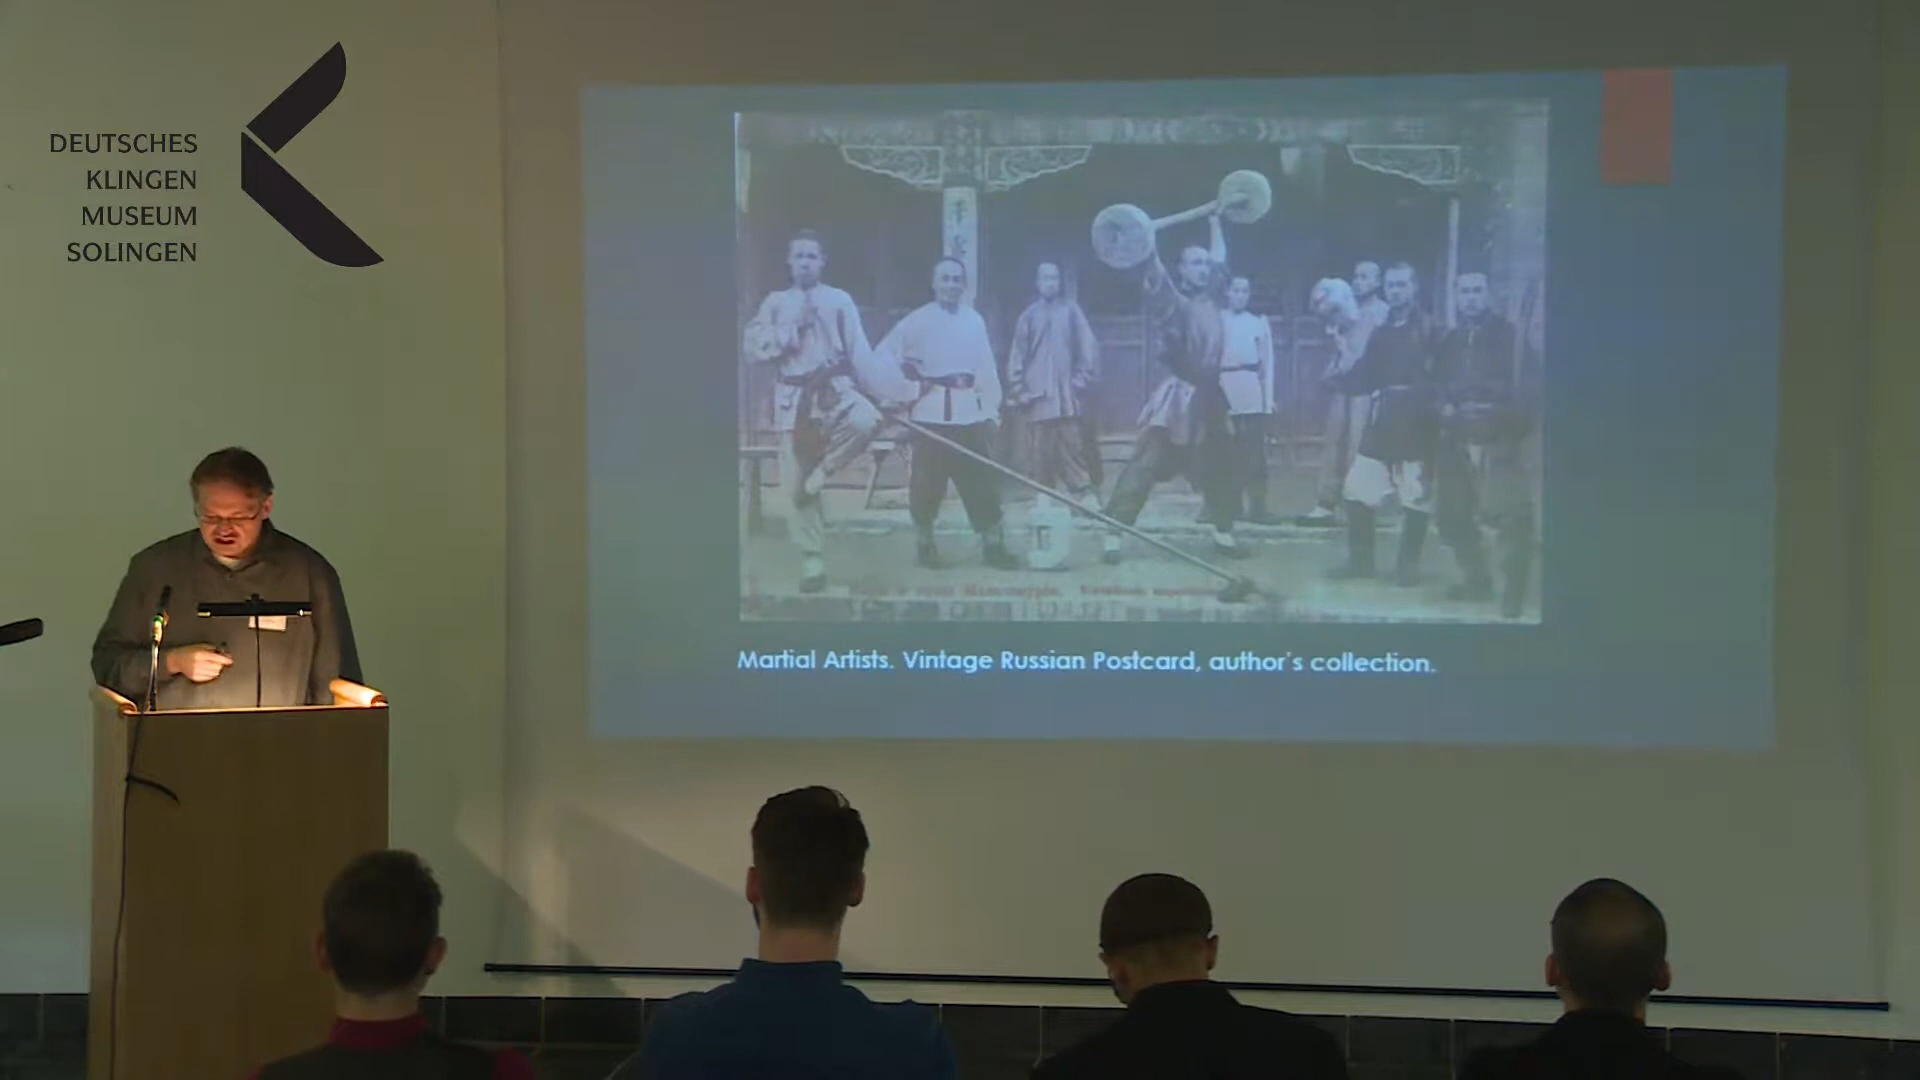 DEUTSCHES
KLINGEN
MUSEUM
SOLINGEN
Martial Artists. Vintage Russian Postcard, author's collection.